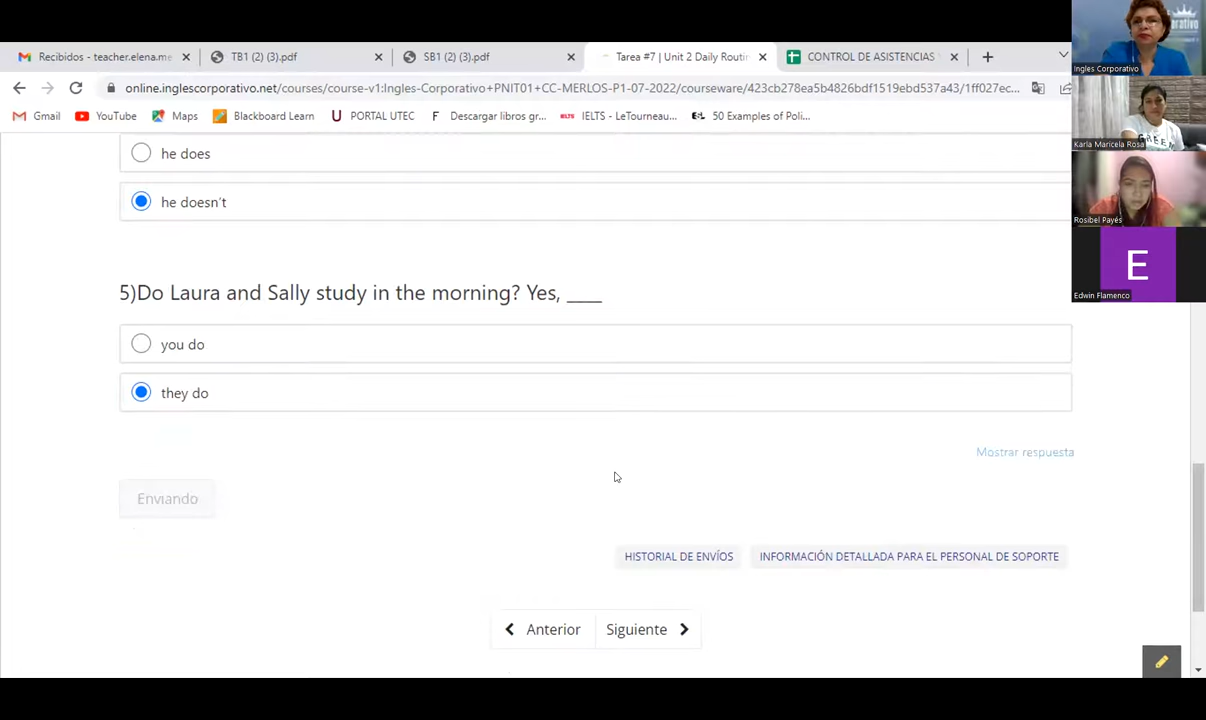 Recibidos - teacher.elena.me
TB1 (2) (3).pdf
SB1 (2) (3).pdf
Tarea #7 | Unit 2 Daily Routin
CONTROL DE ASISTENCIAS
online.inglescorporativo.net/courses/course-v1:Ingles-Corporativo+PNIT01+CC-MERLOS-P1-07-2022/courseware/423cb278ea5b4826bdf1519ebd537a43/1ff027ec...
Gmail
YouTube
Maps
Blackboard Learn
PORTAL UTEC
Descargar libros gr...
IELTS - LeTourneau...
50 Examples of Poli...
Ingles Corporativo
Karla Maricela Rosa
Rosibel Payés
E
Edwin Flamenco
he does
he doesn't
5)Do Laura and Sally study in the morning? Yes, ____
you do
they do
Mostrar respuesta
Enviando
HISTORIAL DE ENVÍOS
INFORMACIÓN DETALLADA PARA EL PERSONAL DE SOPORTE
Anterior
Siguiente